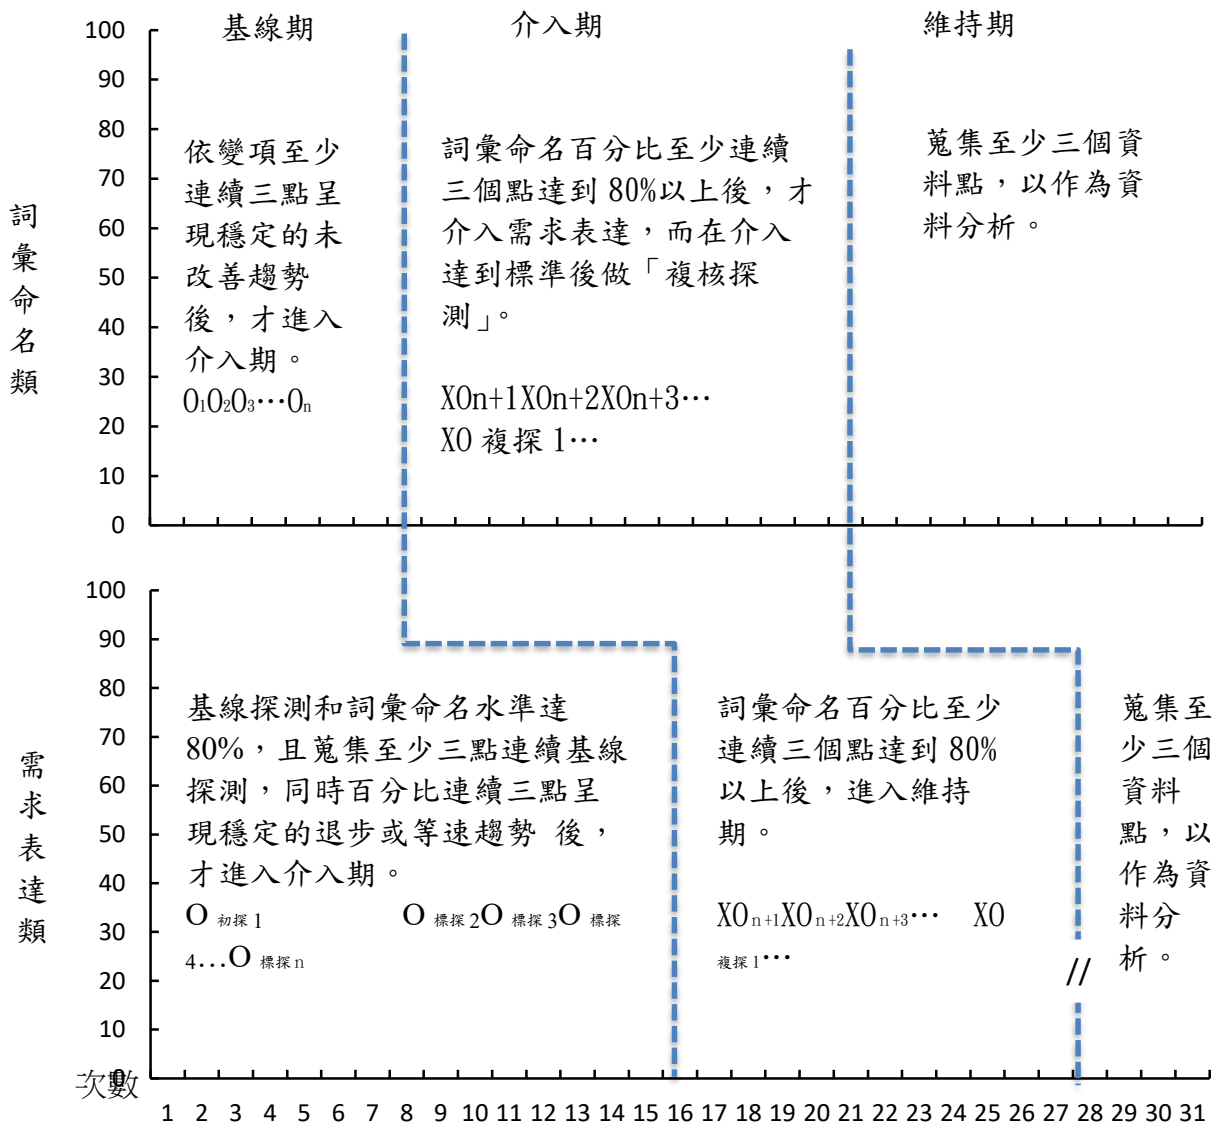 基線期
介入期
維持期
100
90
80
70
60
50
40
30
20
10
0
詞彙命名類
依變項至少
連續三點呈
現穩定的未
改善趨勢
後，才進入
介入期。
O₁O₂O₃…Oₙ
詞彙命名百分比至少連續
三個點達到 80%以上後，才
介入需求表達，而在介入
達到標準後做「複核探
測」。
XOn+1XOn+2XOn+3…
XO 複探 1…
蒐集至少三個資
料點，以作為資
料分析。
100
90
80
70
60
50
40
30
20
10
0
需求表達類
基線探測和詞彙命名水準達
80%，且蒐集至少三點連續基線
探測，同時百分比連續三點呈
現穩定的退步或等速趨勢 後，
才進入介入期。
O 初探 1 O 標探 2O 標探 3O 標探
4…O 標探 n
詞彙命名百分比至少
連續三個點達到 80%
以上後，進入維持
期。
XOn+1XOn+2XOn+3… XO
複探 1…
蒐集至
少三個
資料
點，以
作為資
料分
析。
//
次數
1 2 3 4 5 6 7 8 9 10 11 12 13 14 15 16 17 18 19 20 21 22 23 24 25 26 27 28 29 30 31